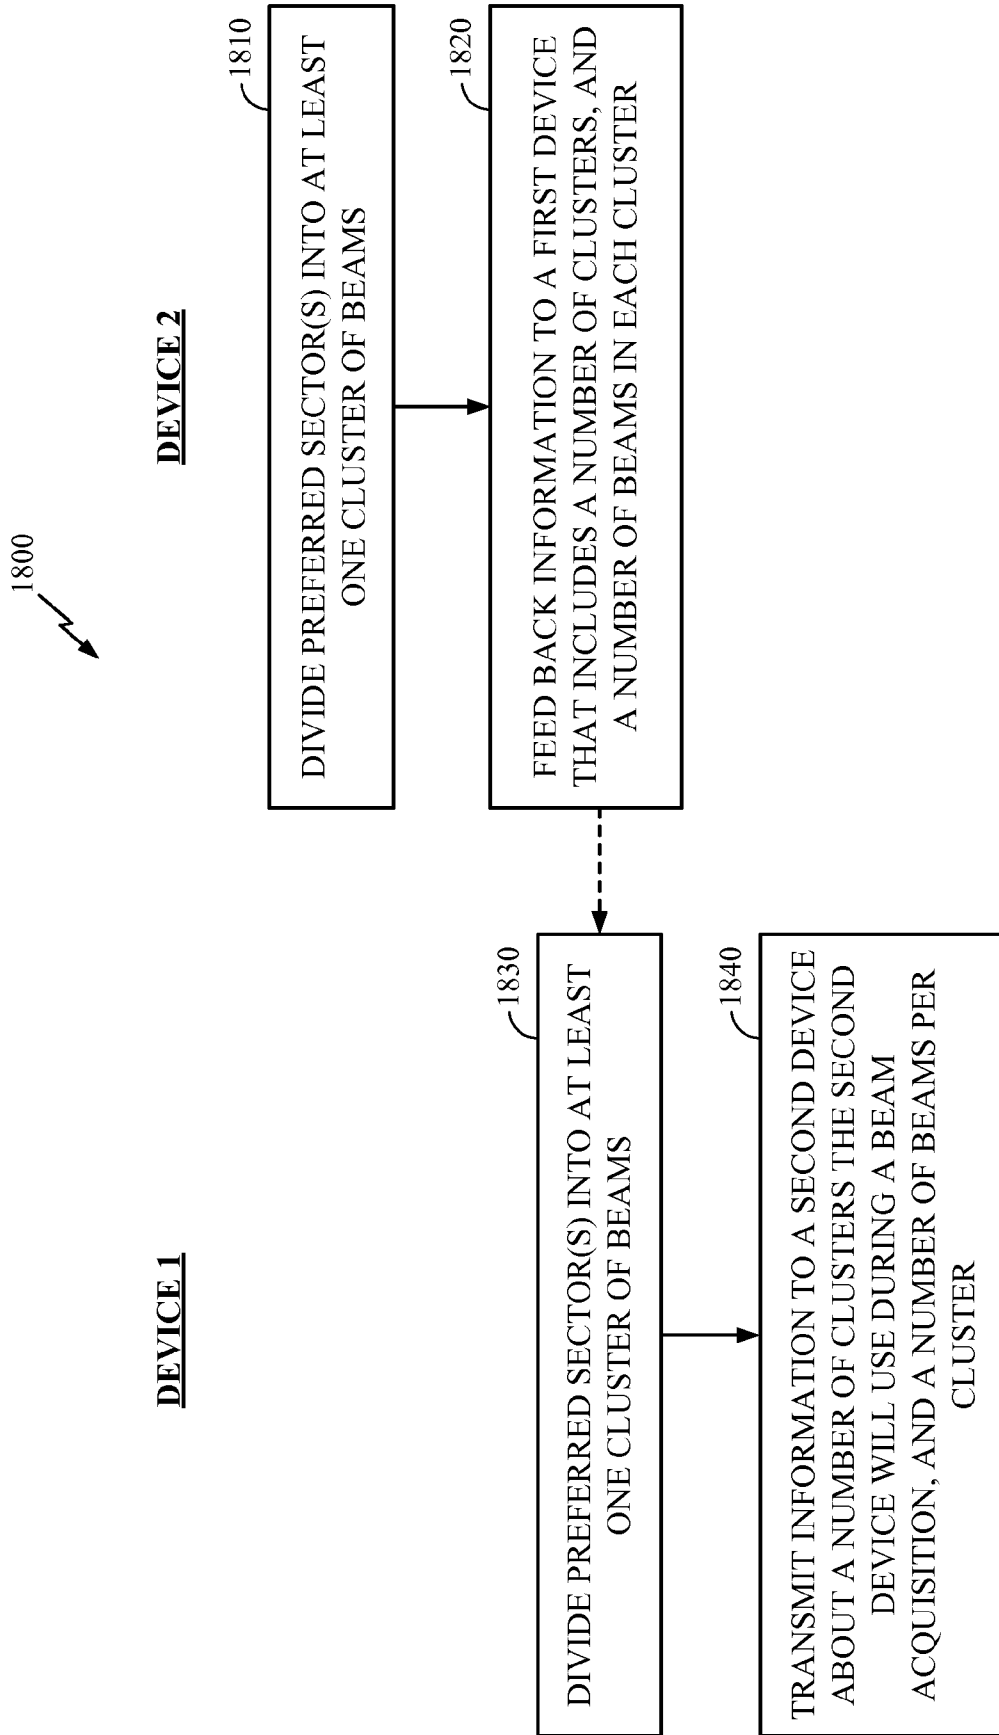 1800
DEVICE 1
DEVICE 2
1810
DIVIDE PREFERRED SECTOR(S) INTO AT LEAST
ONE CLUSTER OF BEAMS
1820
FEED BACK INFORMATION TO A FIRST DEVICE
THAT INCLUDES A NUMBER OF CLUSTERS, AND
A NUMBER OF BEAMS IN EACH CLUSTER
1830
DIVIDE PREFERRED SECTOR(S) INTO AT LEAST
ONE CLUSTER OF BEAMS
1840
TRANSMIT INFORMATION TO A SECOND DEVICE
ABOUT A NUMBER OF CLUSTERS THE SECOND
DEVICE WILL USE DURING A BEAM
ACQUISITION, AND A NUMBER OF BEAMS PER
CLUSTER